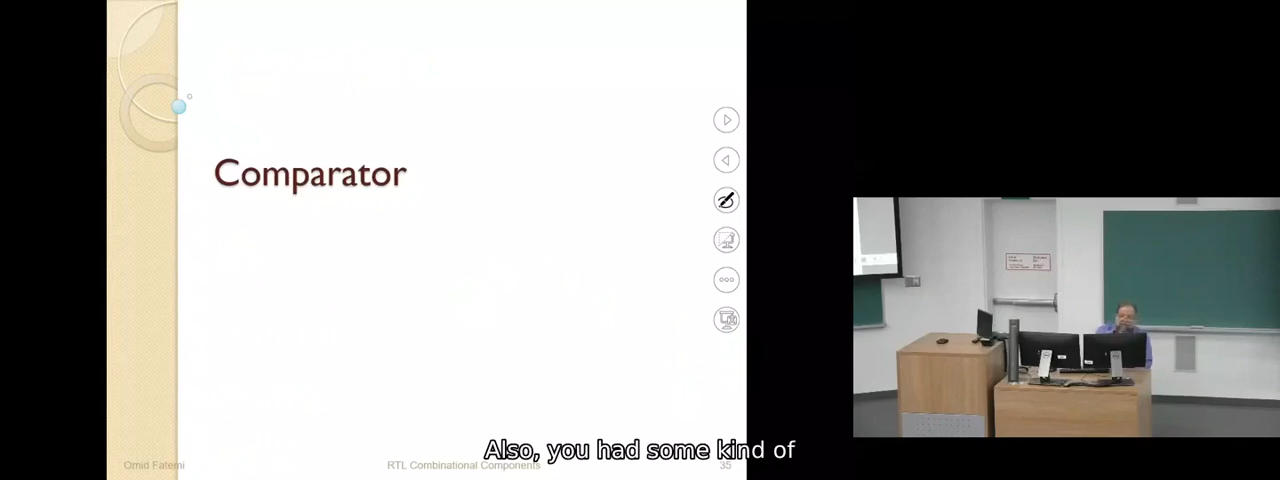 Comparator
Also, you had some kind of
Omid Fatemi
RTL Combinational Components
35